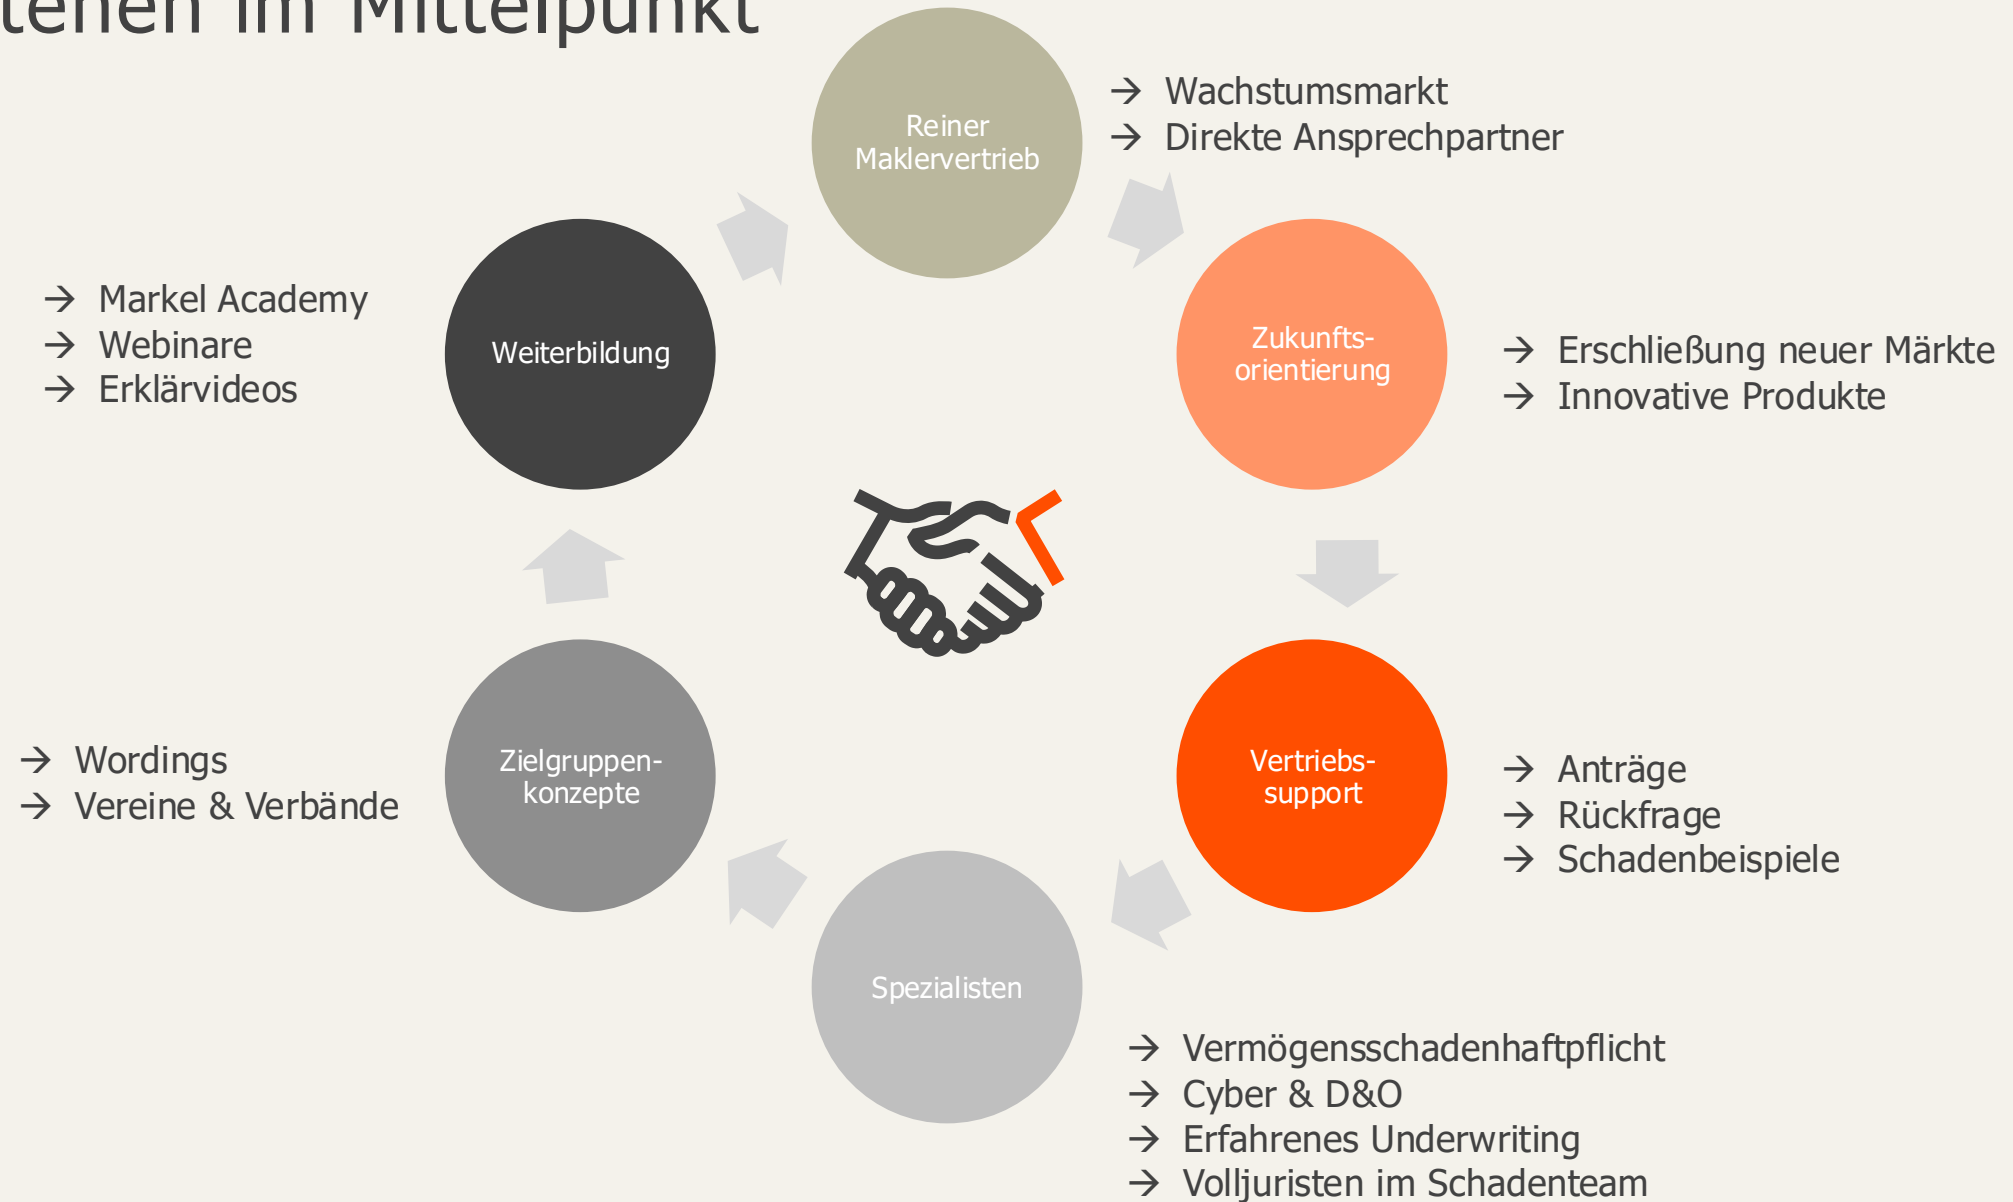 tehen im Mittelpunkt
Reiner
Maklervertrieb
→ Wachstumsmarkt
→ Direkte Ansprechpartner
Zukunfts-
orientierung
→ Erschließung neuer Märkte
→ Innovative Produkte
Vertriebs-
support
→ Anträge
→ Rückfrage
→ Schadenbeispiele
Spezialisten
→ Vermögensschadenhaftpflicht
→ Cyber & D&O
→ Erfahrenes Underwriting
→ Volljuristen im Schadenteam
Zielgruppen-
konzepte
→ Wordings
→ Vereine & Verbände
Weiterbildung
→ Markel Academy
→ Webinare
→ Erklärvideos